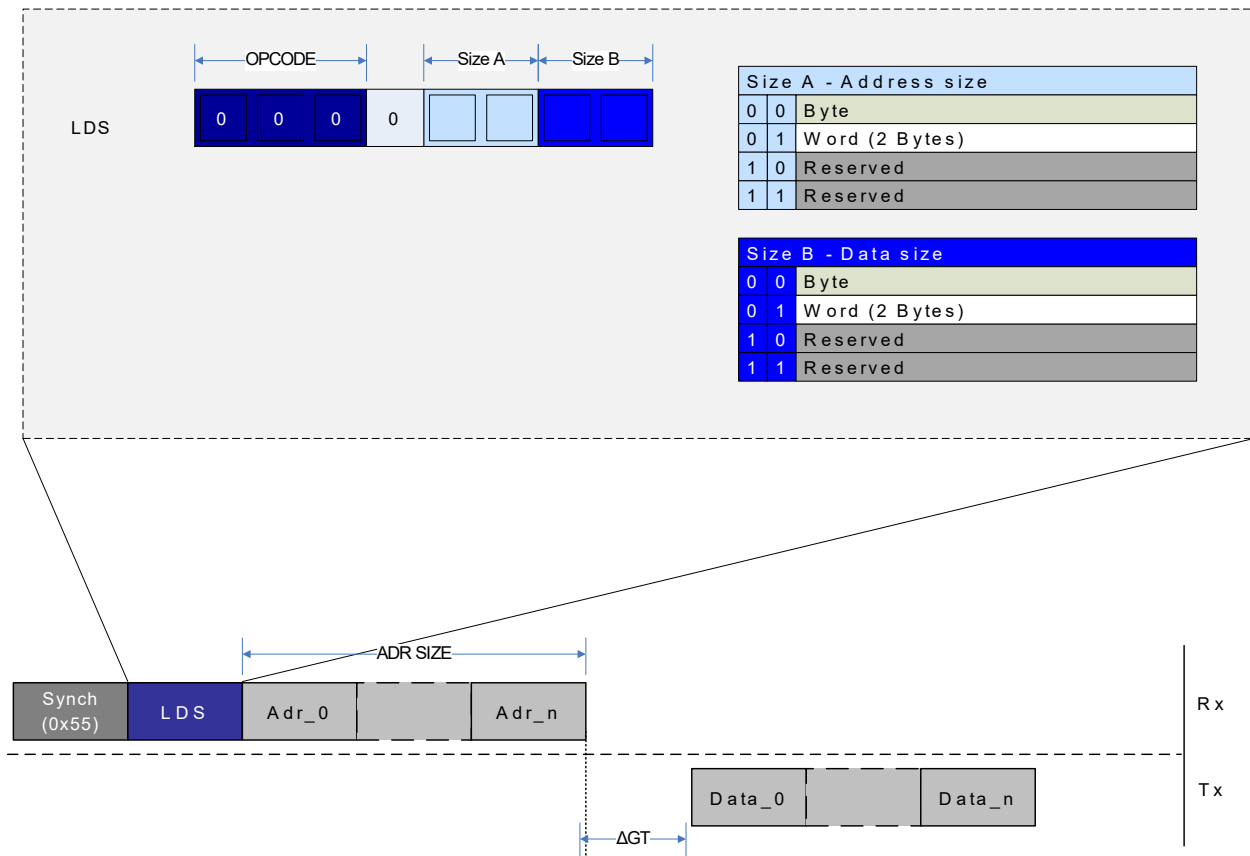 OPCODE Size A Size B
LDS 0 0 0 0
Size A - Address size
0 0 Byte
0 1 Word (2 Bytes)
1 0 Reserved
1 1 Reserved
Size B - Data size
0 0 Byte
0 1 Word (2 Bytes)
1 0 Reserved
1 1 Reserved
ADR SIZE
Synch
(0x55)
LDS Adr_0 Adr_n Rx
Data_0 Data_n Tx
ΔGT